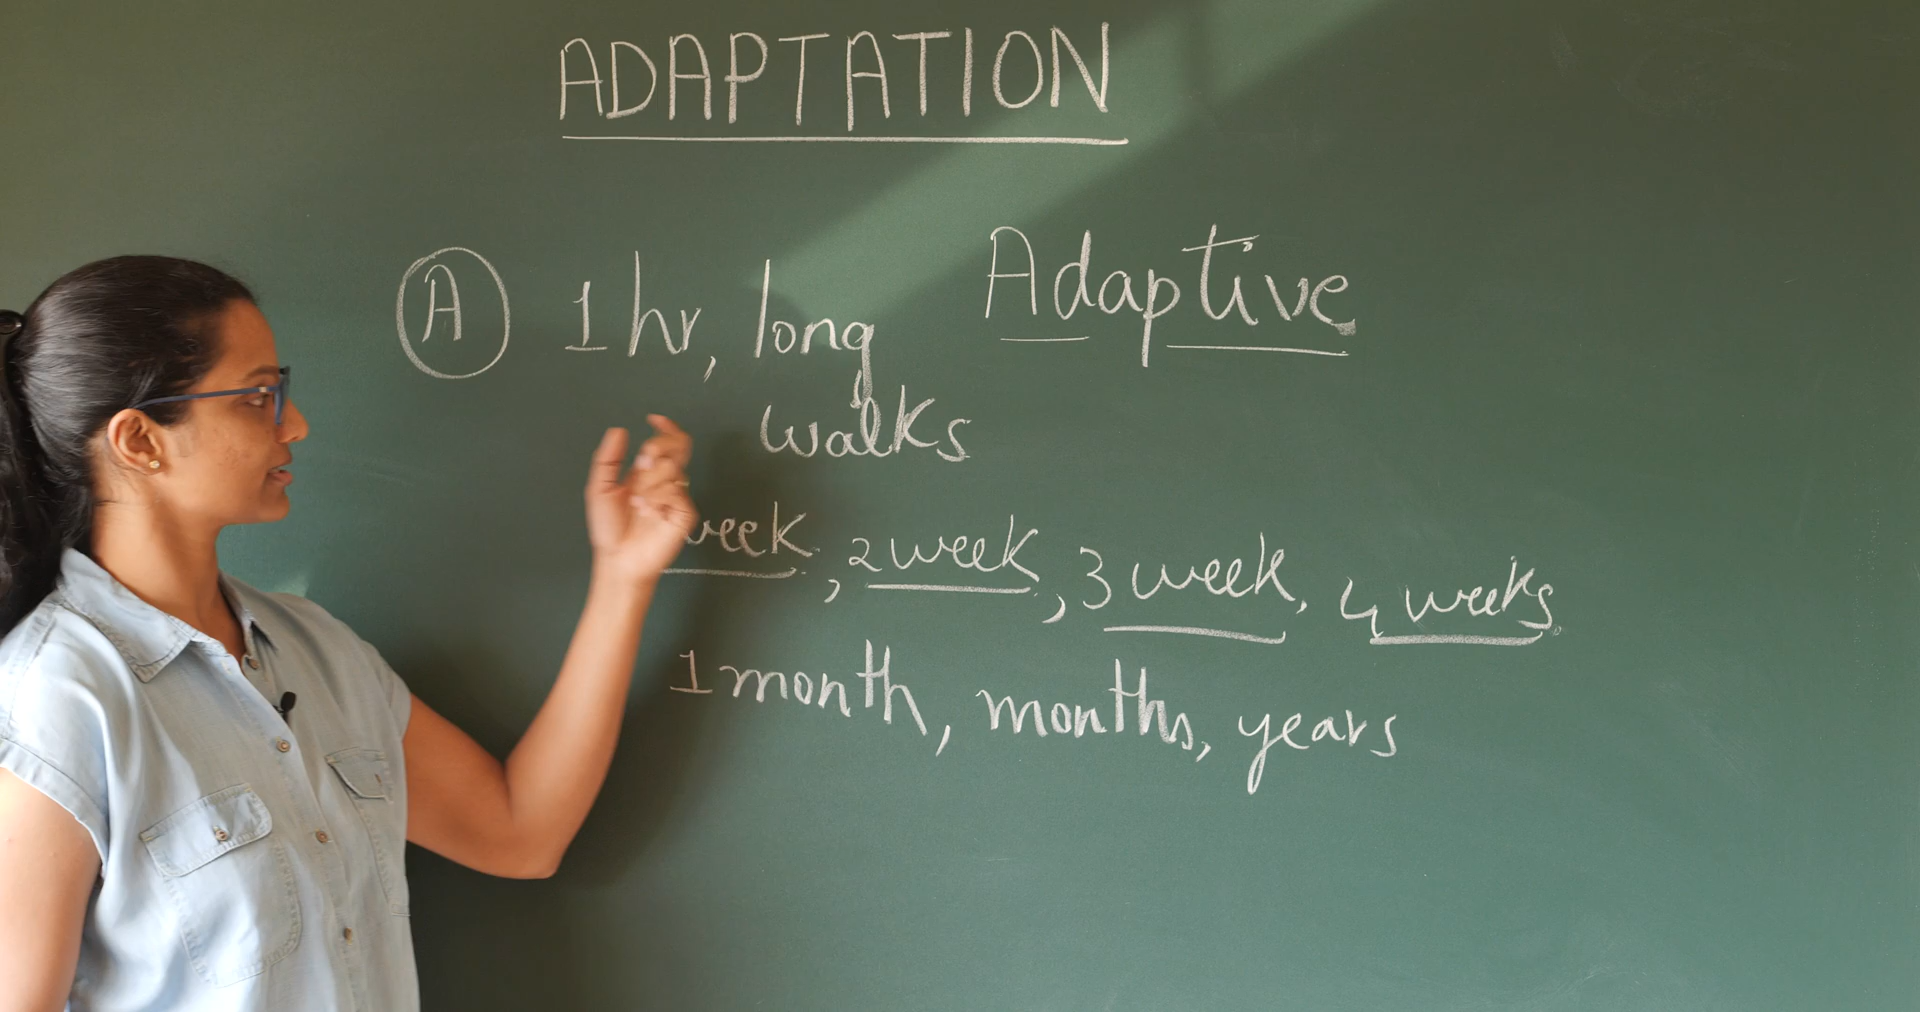 ADAPTATION
A 1 hr, long Adaptive
walks
week, 2 week, 3 week, 4 weeks.
1 month, months, years